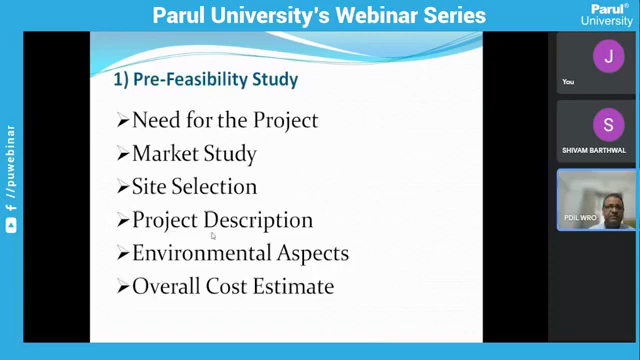 Parul University's Webinar Series
Parul®
University
1) Pre-Feasibility Study
➢Need for the Project
➢Market Study
➢Site Selection
➢Project Description
➢Environmental Aspects
➢Overall Cost Estimate
J
You
S
SHIVAM BARTHWAL
PDIL WRO
/puwebinar